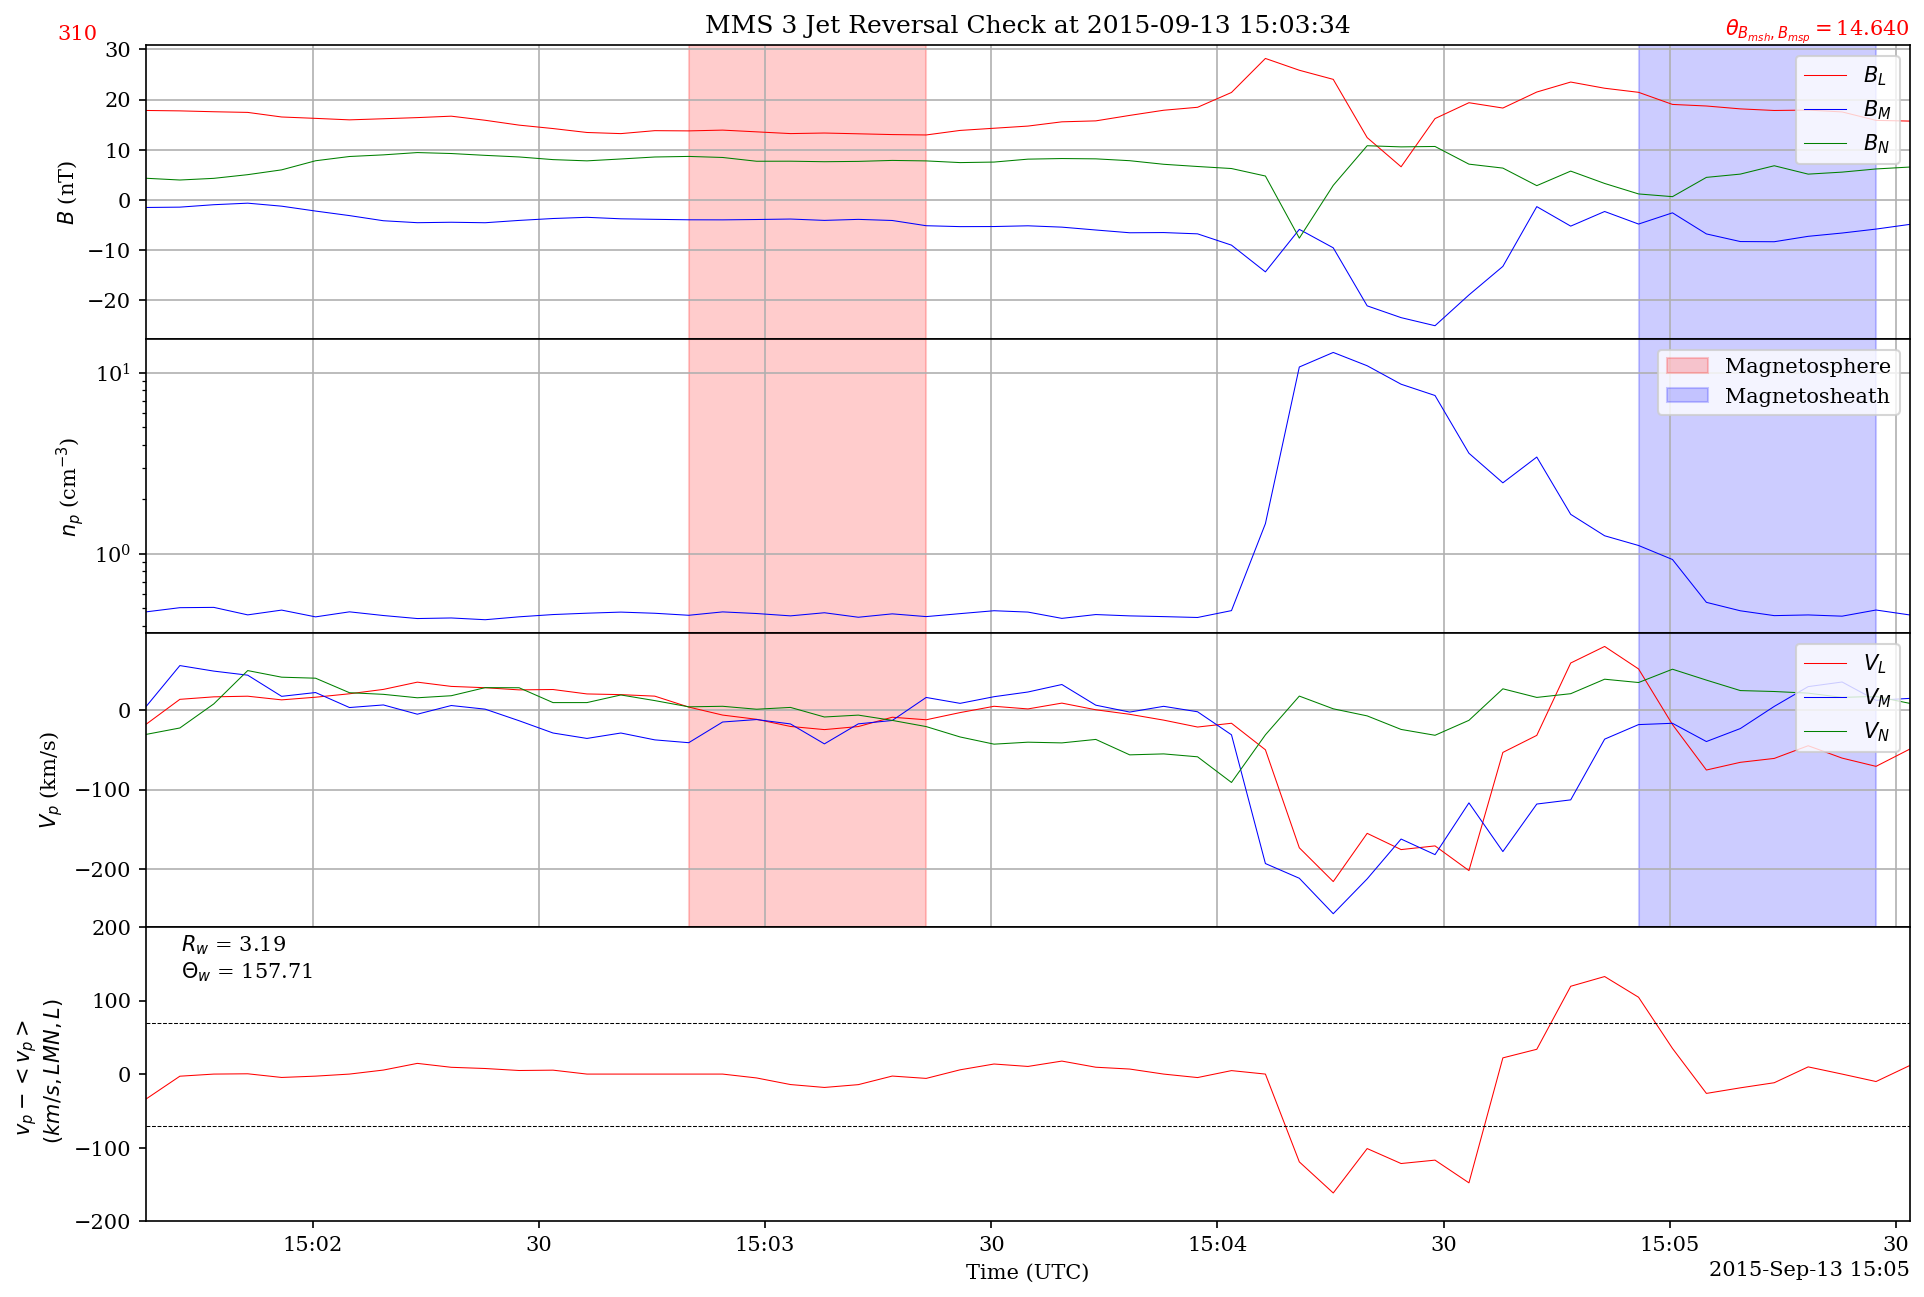 MMS 3 Jet Reversal Check at 2015-09-13 15:03:34
310
θ_{B_{msh}, B_{msp}} = 14.640
30
20
10
0
−10
−20
B (nT)
B_L
B_M
B_N
10¹
10⁰
n_p (cm⁻³)
Magnetosphere
Magnetosheath
0
−100
−200
V_p (km/s)
V_L
V_M
V_N
200
100
0
−100
−200
v_p − < v_p >
(km/s, LMN, L)
R_w = 3.19
Θ_w = 157.71
15:02 30 15:03 30 15:04 30 15:05 30
Time (UTC)
2015-Sep-13 15:05